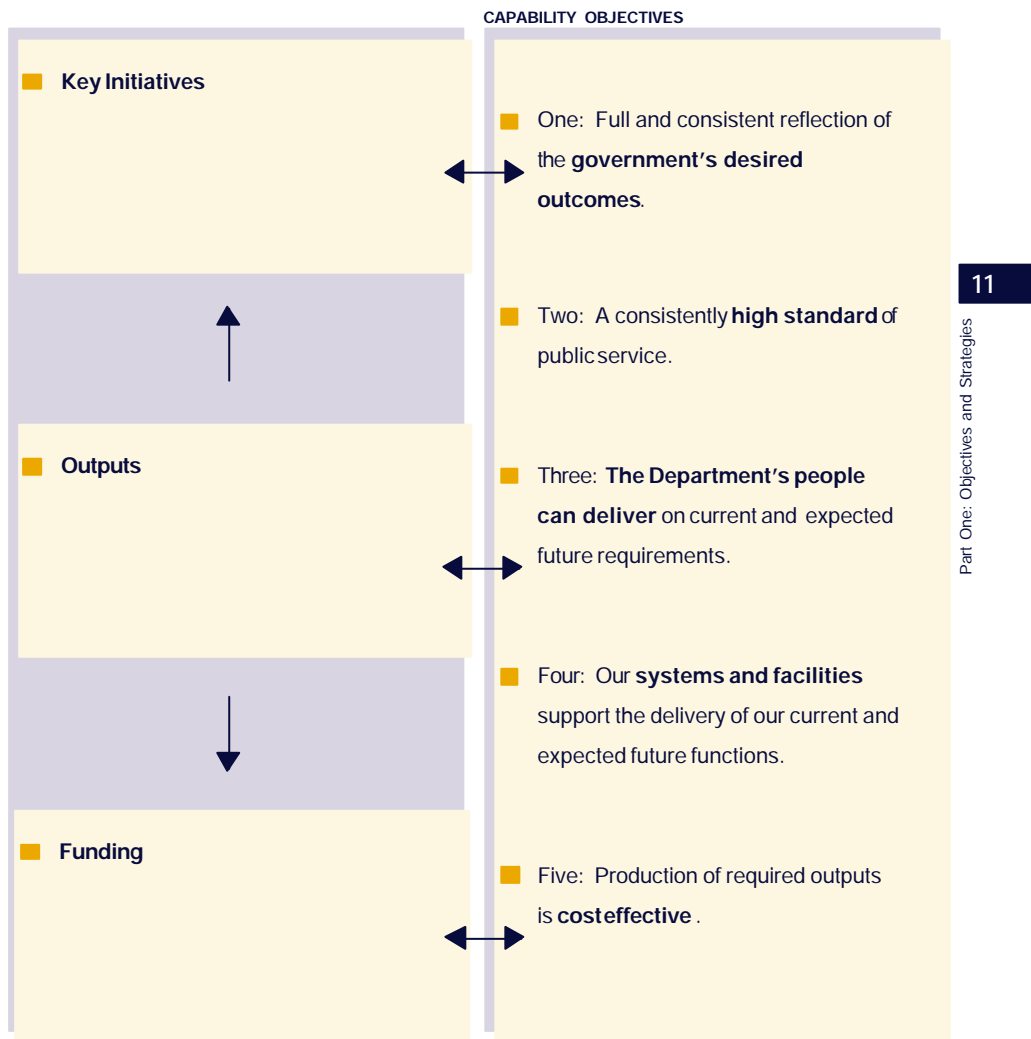 CAPABILITY OBJECTIVES
Key Initiatives
Outputs
Funding
One: Full and consistent reflection of
the government's desired
outcomes.
Two: A consistently high standard of
public service.
Three: The Department's people
can deliver on current and expected
future requirements.
Four: Our systems and facilities
support the delivery of our current and
expected future functions.
Five: Production of required outputs
is cost effective .
11
Part One: Objectives and Strategies